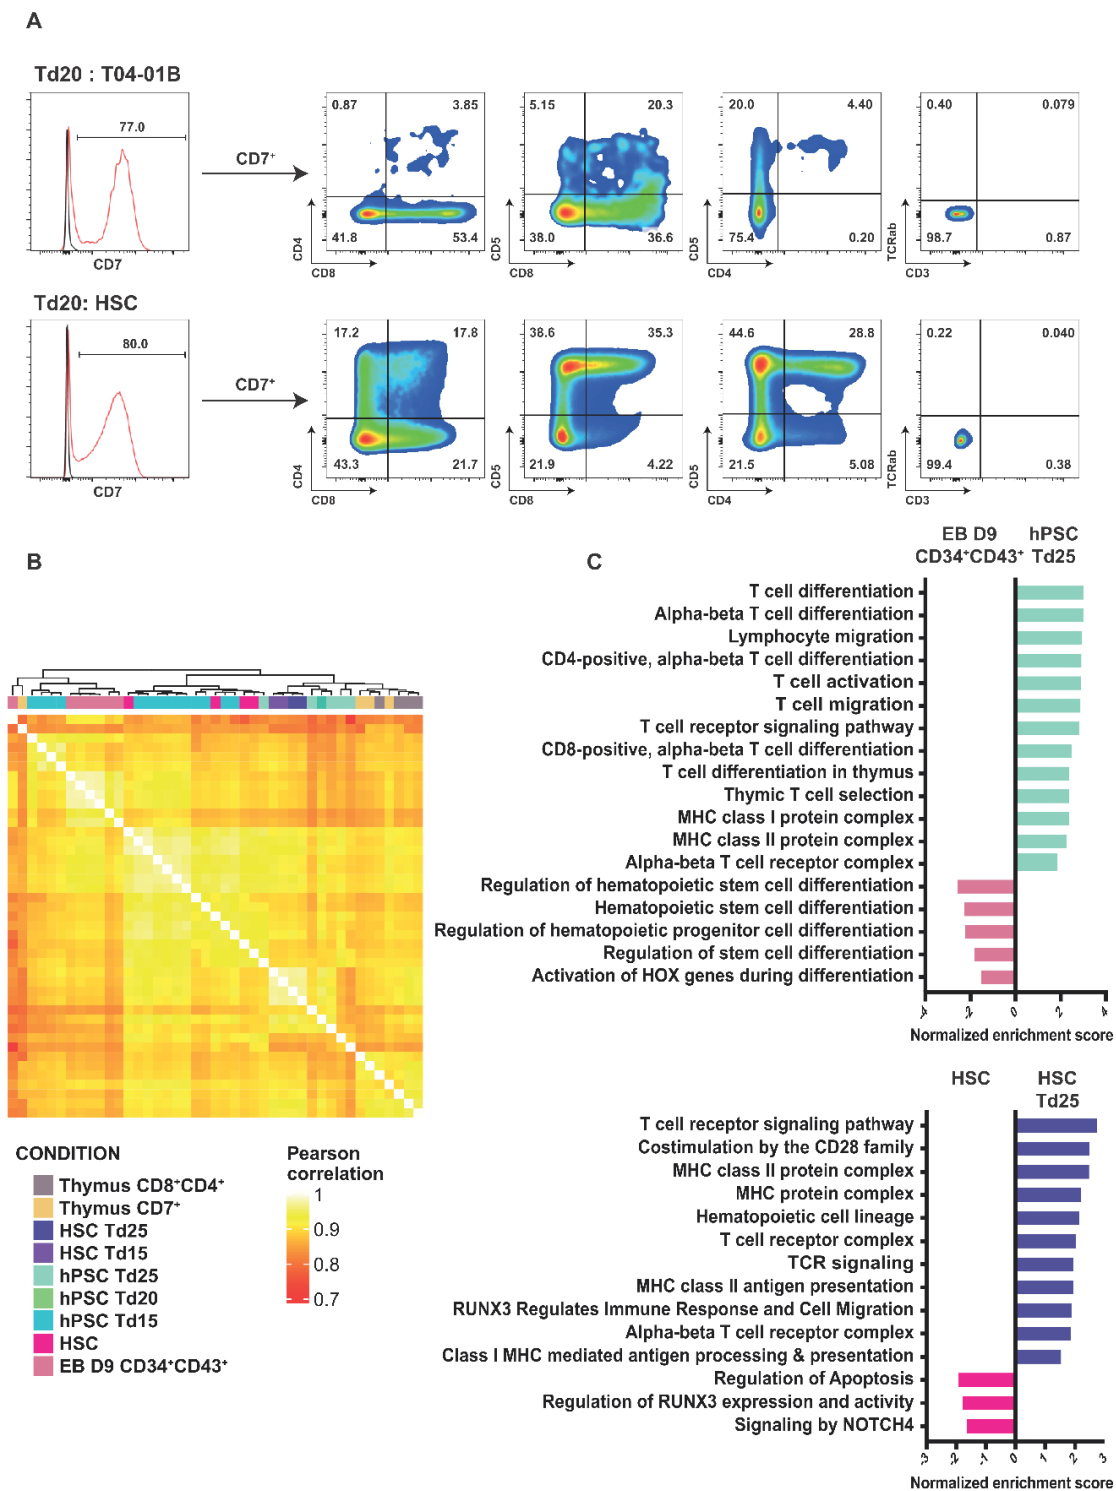 A
Td20 : T04-01B
77.0
CD7
CD7+
0.87 3.85
41.8 53.4
CD4
CD8
5.15 20.3
38.0 36.6
CD5
CD8
20.0 4.40
75.4 0.20
CD5
CD4
0.40 0.079
98.7 0.87
TCRab
CD3
Td20: HSC
80.0
CD7
CD7+
17.2 17.8
43.3 21.7
CD4
CD8
38.6 35.3
21.9 4.22
CD5
CD8
44.6 28.8
21.5 5.08
CD5
CD4
0.22 0.040
99.4 0.38
TCRab
CD3
B
CONDITION
Thymus CD8+CD4+
Thymus CD7+
HSC Td25
HSC Td15
hPSC Td25
hPSC Td20
hPSC Td15
HSC
EB D9 CD34+CD43+
Pearson
correlation
1
0.9
0.8
0.7
C
EB D9
CD34+CD43+
hPSC
Td25
T cell differentiation
Alpha-beta T cell differentiation
Lymphocyte migration
CD4-positive, alpha-beta T cell differentiation
T cell activation
T cell migration
T cell receptor signaling pathway
CD8-positive, alpha-beta T cell differentiation
T cell differentiation in thymus
Thymic T cell selection
MHC class I protein complex
MHC class II protein complex
Alpha-beta T cell receptor complex
Regulation of hematopoietic stem cell differentiation
Hematopoietic stem cell differentiation
Regulation of hematopoietic progenitor cell differentiation
Regulation of stem cell differentiation
Activation of HOX genes during differentiation
-4 -2 0 2 4
Normalized enrichment score
HSC
HSC
Td25
T cell receptor signaling pathway
Costimulation by the CD28 family
MHC class II protein complex
MHC protein complex
Hematopoietic cell lineage
T cell receptor complex
TCR signaling
MHC class II antigen presentation
RUNX3 Regulates Immune Response and Cell Migration
Alpha-beta T cell receptor complex
Class I MHC mediated antigen processing & presentation
Regulation of Apoptosis
Regulation of RUNX3 expression and activity
Signaling by NOTCH4
-3 -2 -1 0 1 2 3
Normalized enrichment score